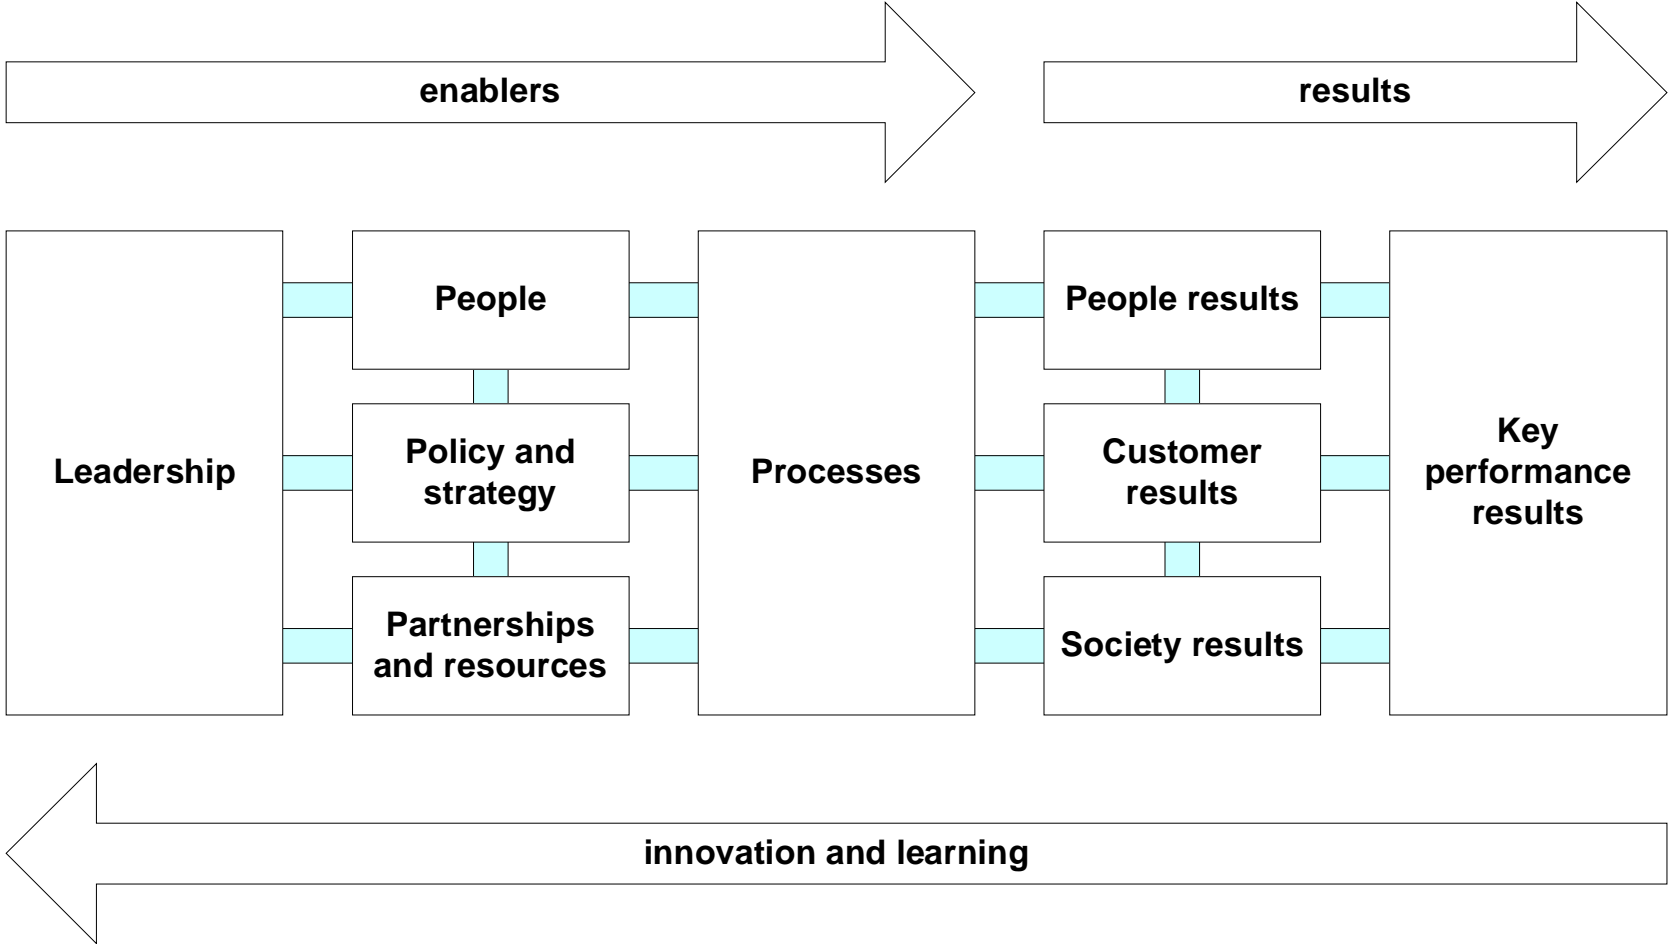 enablers
results
Leadership
People
Policy and
strategy
Partnerships
and resources
Processes
People results
Customer
results
Society results
Key
performance
results
innovation and learning